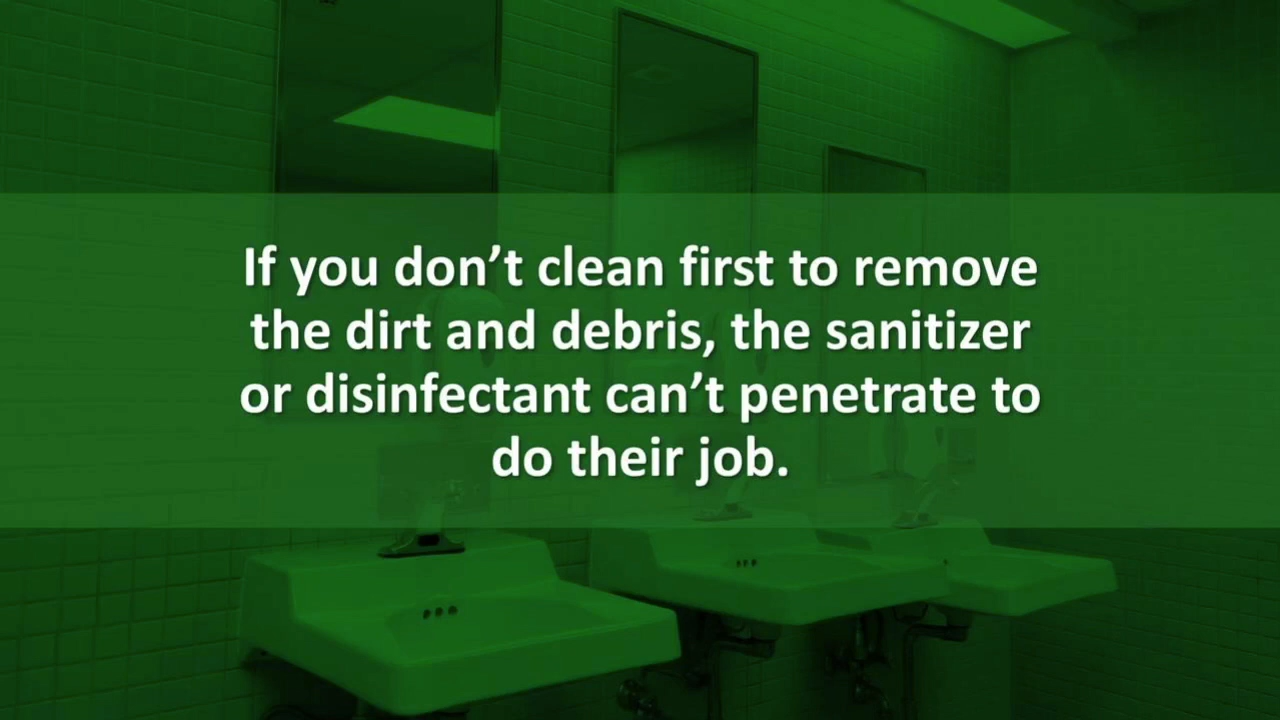 If you don’t clean first to remove
the dirt and debris, the sanitizer
or disinfectant can’t penetrate to
do their job.